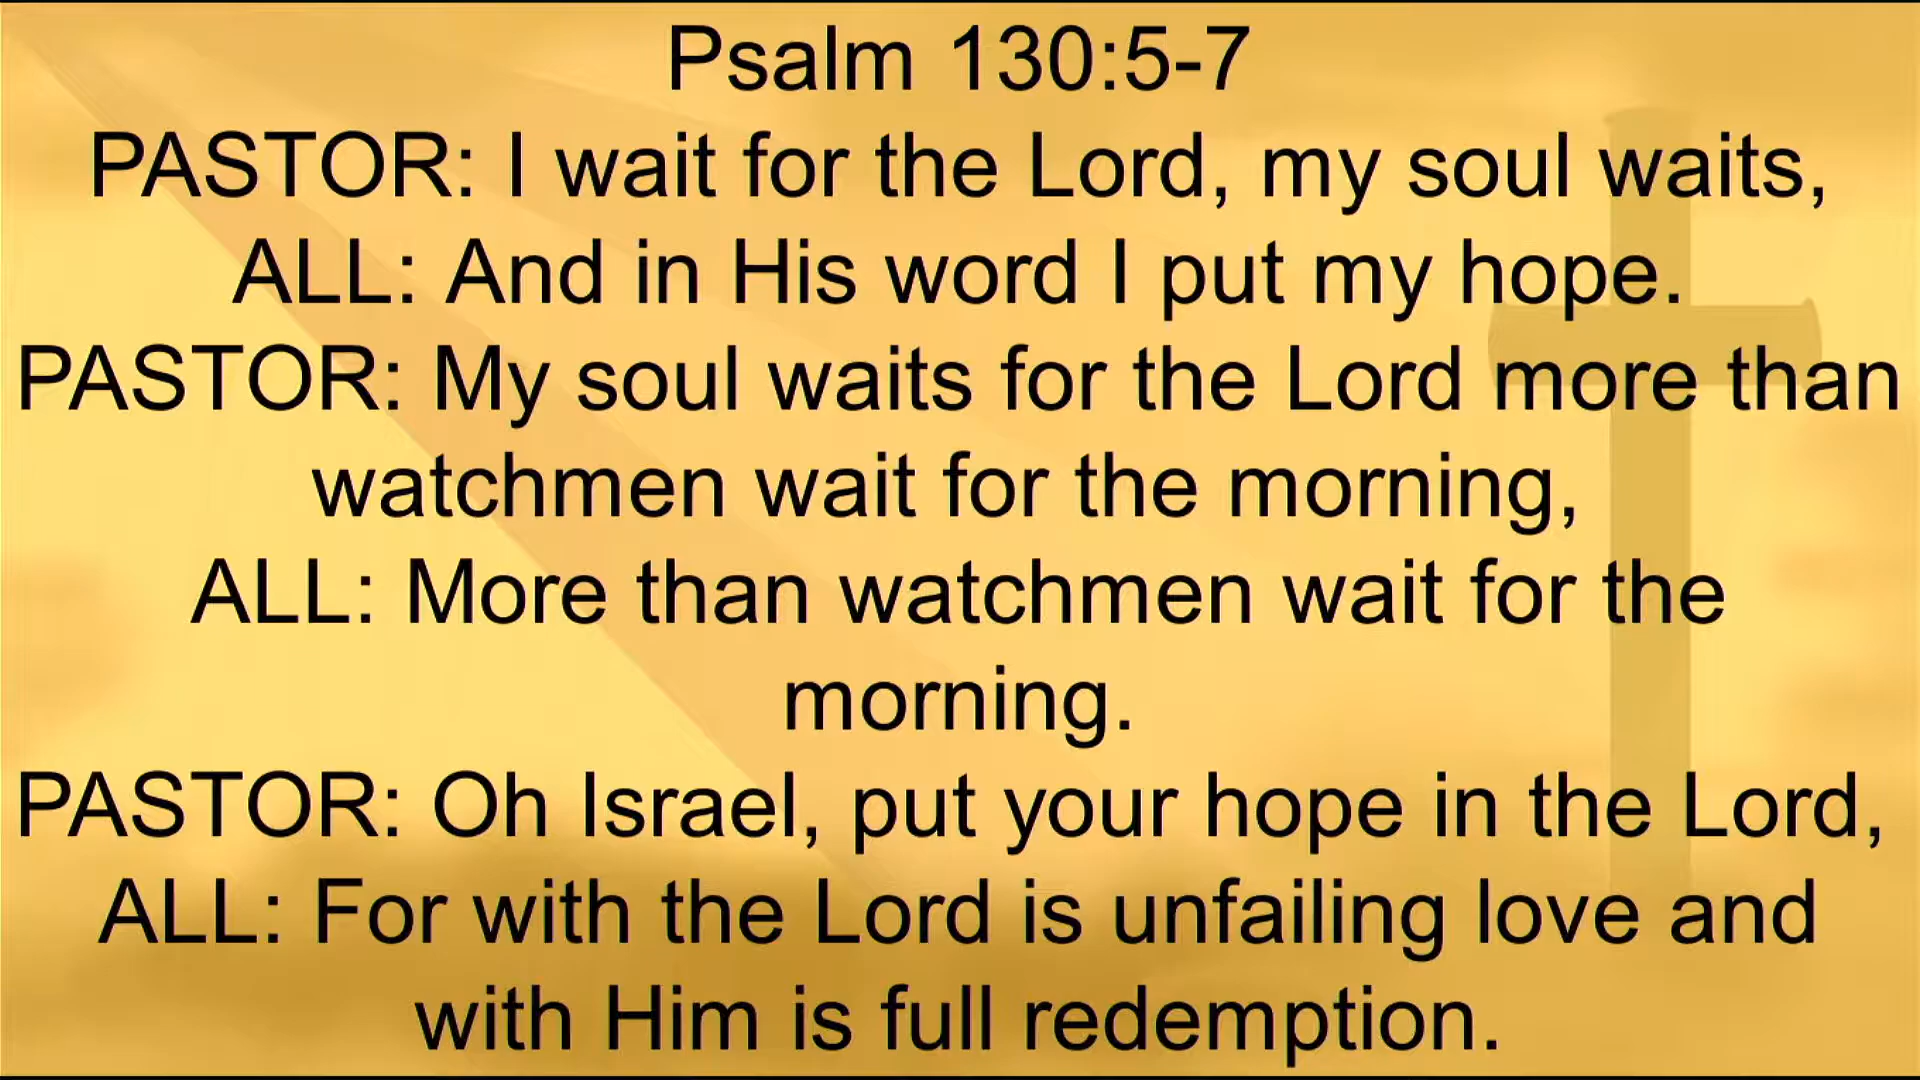 Psalm 130:5-7
PASTOR: I wait for the Lord, my soul waits,
ALL: And in His word I put my hope.
PASTOR: My soul waits for the Lord more than
watchmen wait for the morning,
ALL: More than watchmen wait for the
morning.
PASTOR: Oh Israel, put your hope in the Lord,
ALL: For with the Lord is unfailing love and
with Him is full redemption.